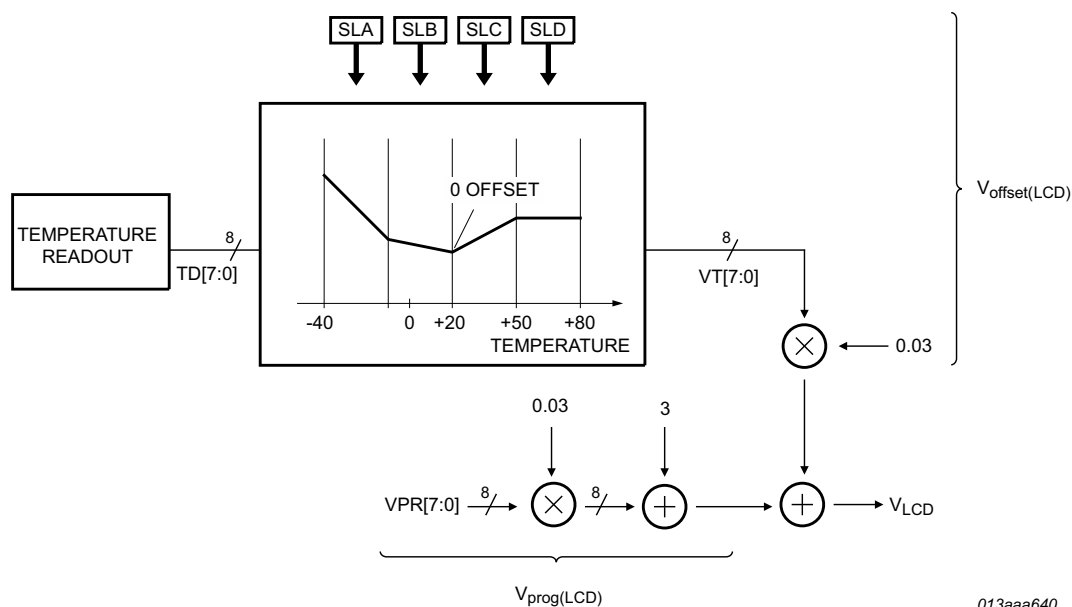 SLA SLB SLC SLD
0 OFFSET
TEMPERATURE
READOUT
8
TD[7:0]
8
VT[7:0]
Voffset(LCD)
-40 0 +20 +50 +80
TEMPERATURE
× 0.03
0.03 3
VPR[7:0] 8 × 8 + + VLCD
Vprog(LCD)
013aaa640